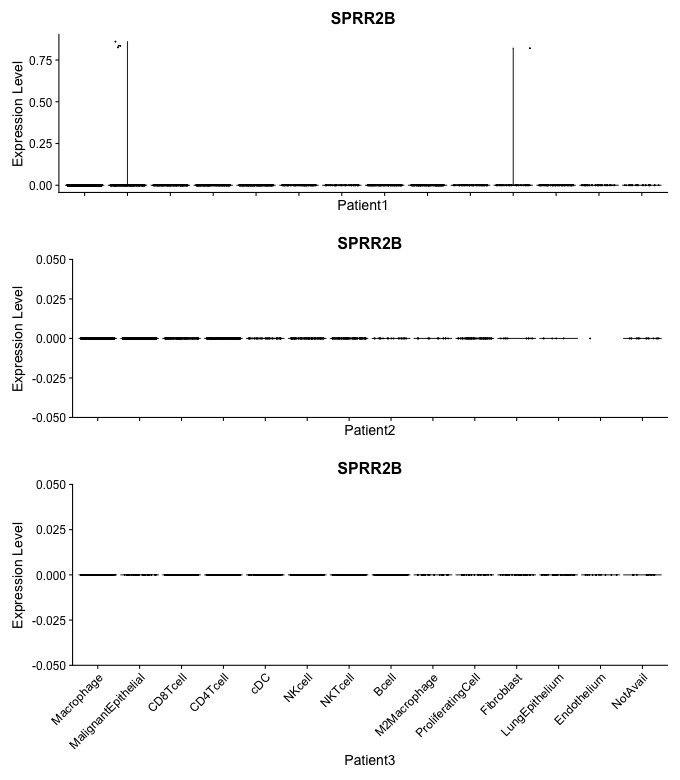 SPRR2B
Expression Level
0.75
0.50
0.25
0.00
Patient1
SPRR2B
Expression Level
0.050
0.025
0.000
-0.025
-0.050
Patient2
SPRR2B
Expression Level
0.050
0.025
0.000
-0.025
-0.050
Macrophage
MalignantEpithelial
CD8Tcell
CD4Tcell
cDC
NKcell
NKTcell
Bcell
M2Macrophage
ProliferatingCell
Fibroblast
LungEpithelium
Endothelium
NotAvail
Patient3